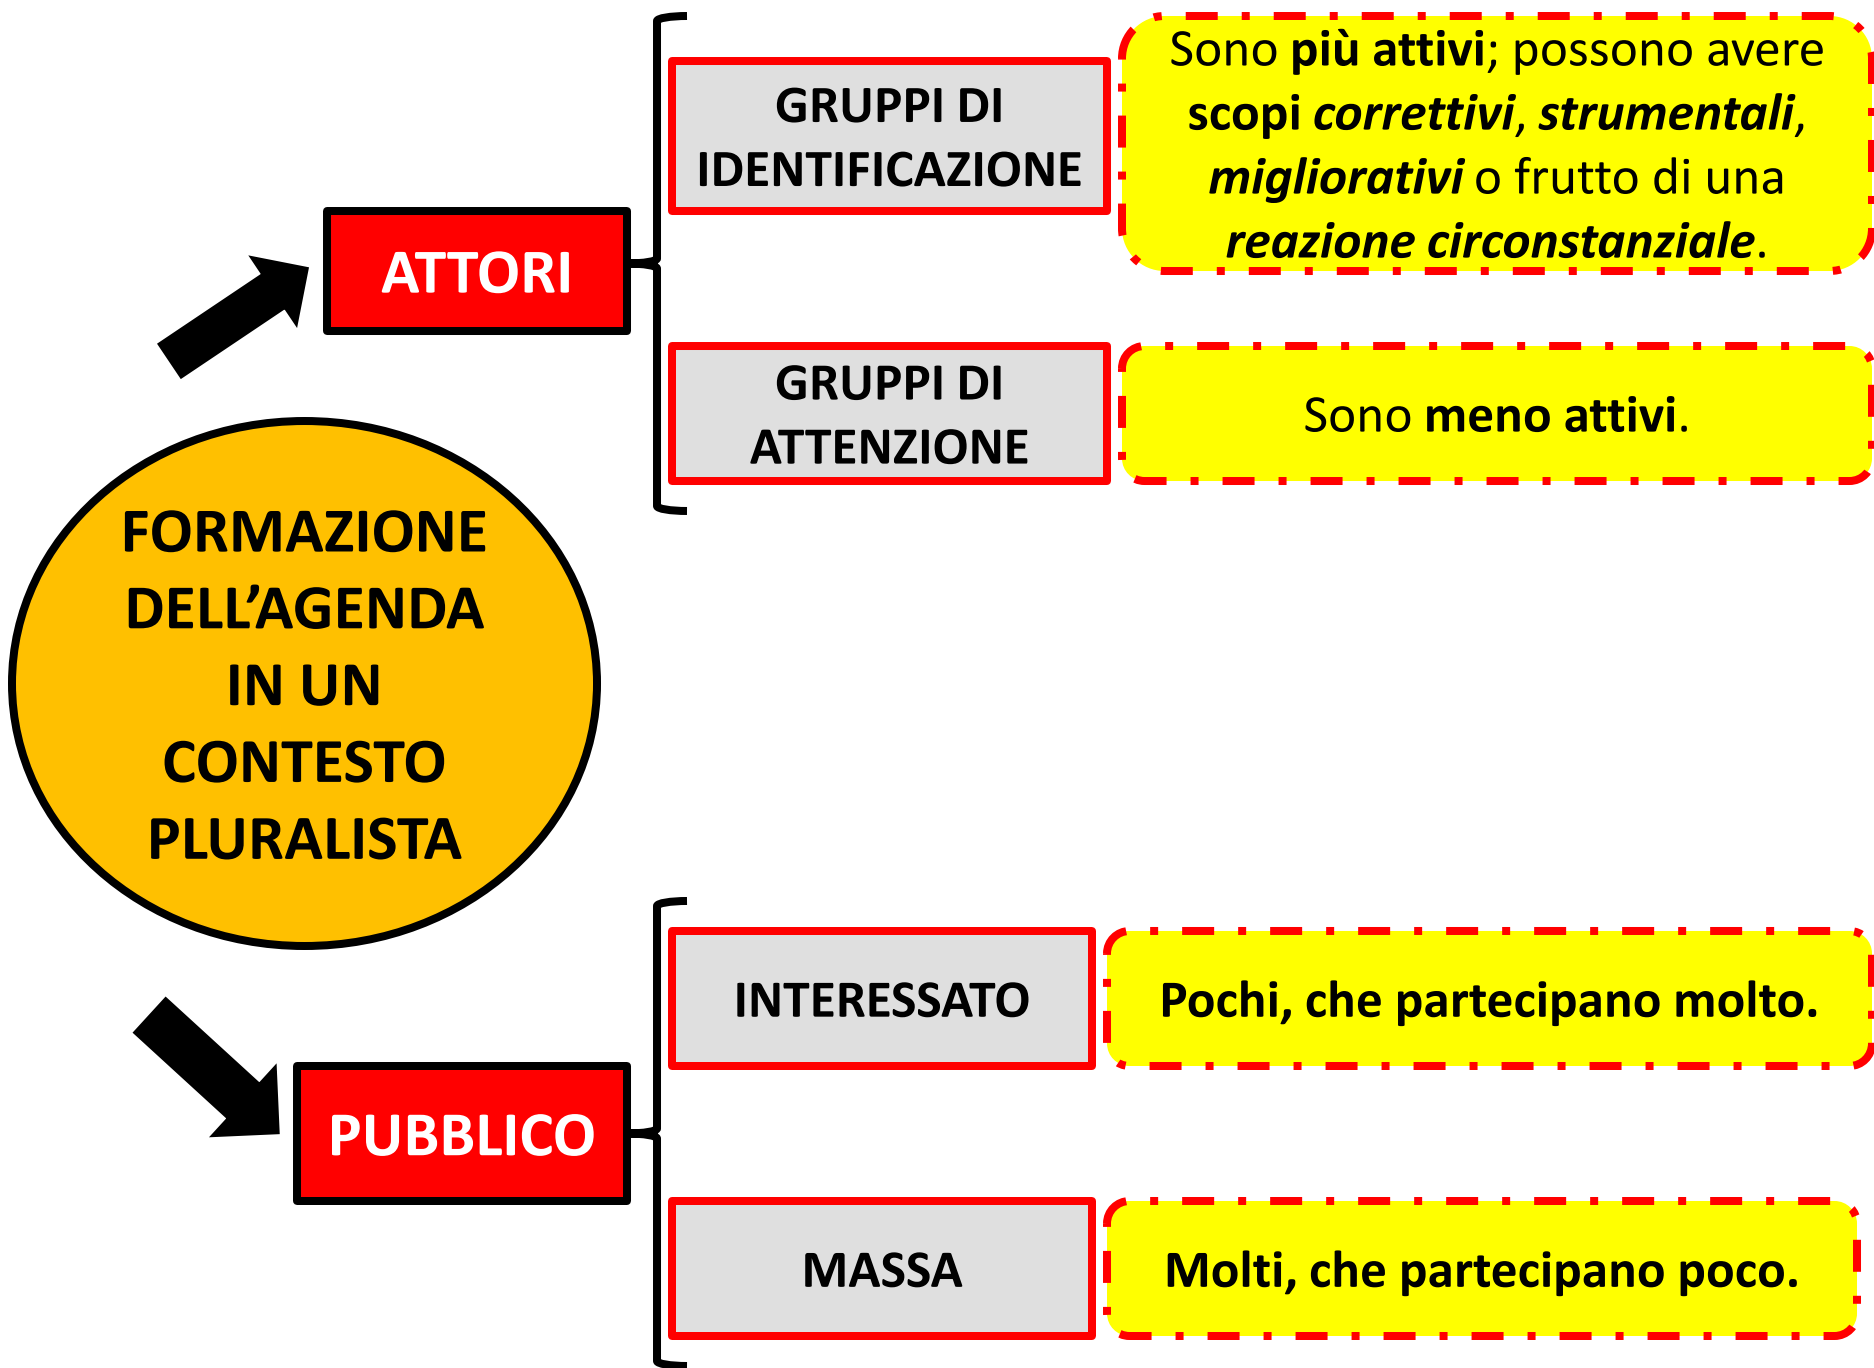 FORMAZIONE
DELL’AGENDA
IN UN
CONTESTO
PLURALISTA
ATTORI
GRUPPI DI
IDENTIFICAZIONE
Sono più attivi; possono avere
scopi correttivi, strumentali,
migliorativi o frutto di una
reazione circonstanziale.
GRUPPI DI
ATTENZIONE
Sono meno attivi.
PUBBLICO
INTERESSATO
Pochi, che partecipano molto.
MASSA
Molti, che partecipano poco.